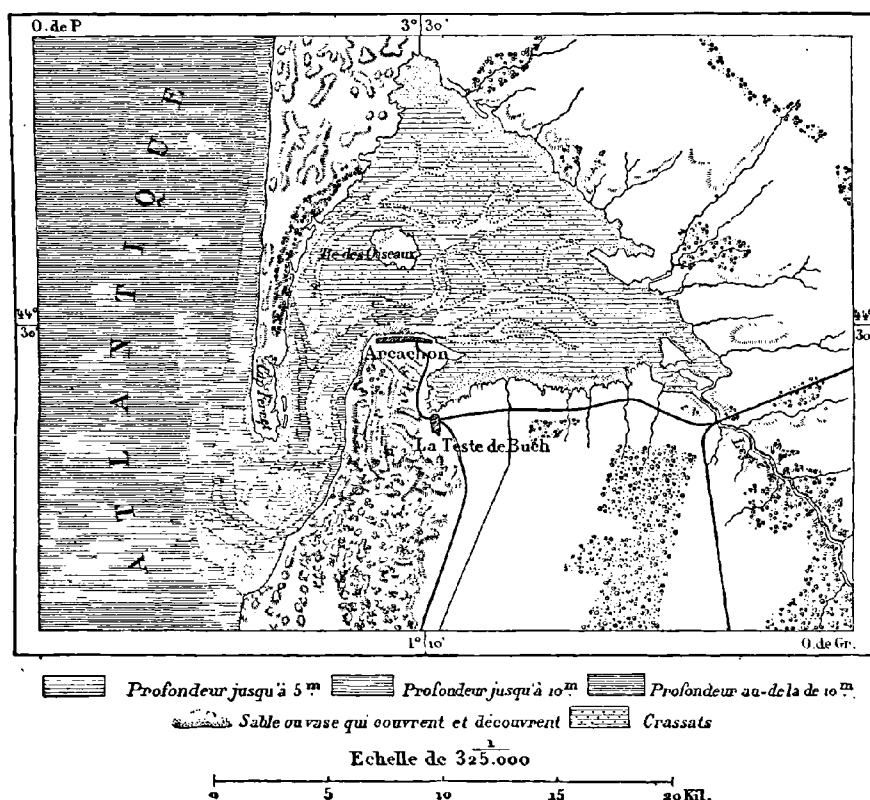 O. de P
3° 30'
ATLANTIQUE
Ile des Oiseaux
44°
30
44°
30
Arcachon
La Teste de Buch
1° 10'
O. de Gr.
Profondeur jusqu'à 5m. Profondeur jusqu'à 10m. Profondeur au-dela de 10m.
Sable ou vase qui couvrent et découvrent Crassats
Echelle de 1/325.000
0 5 10 15 20 Kil.